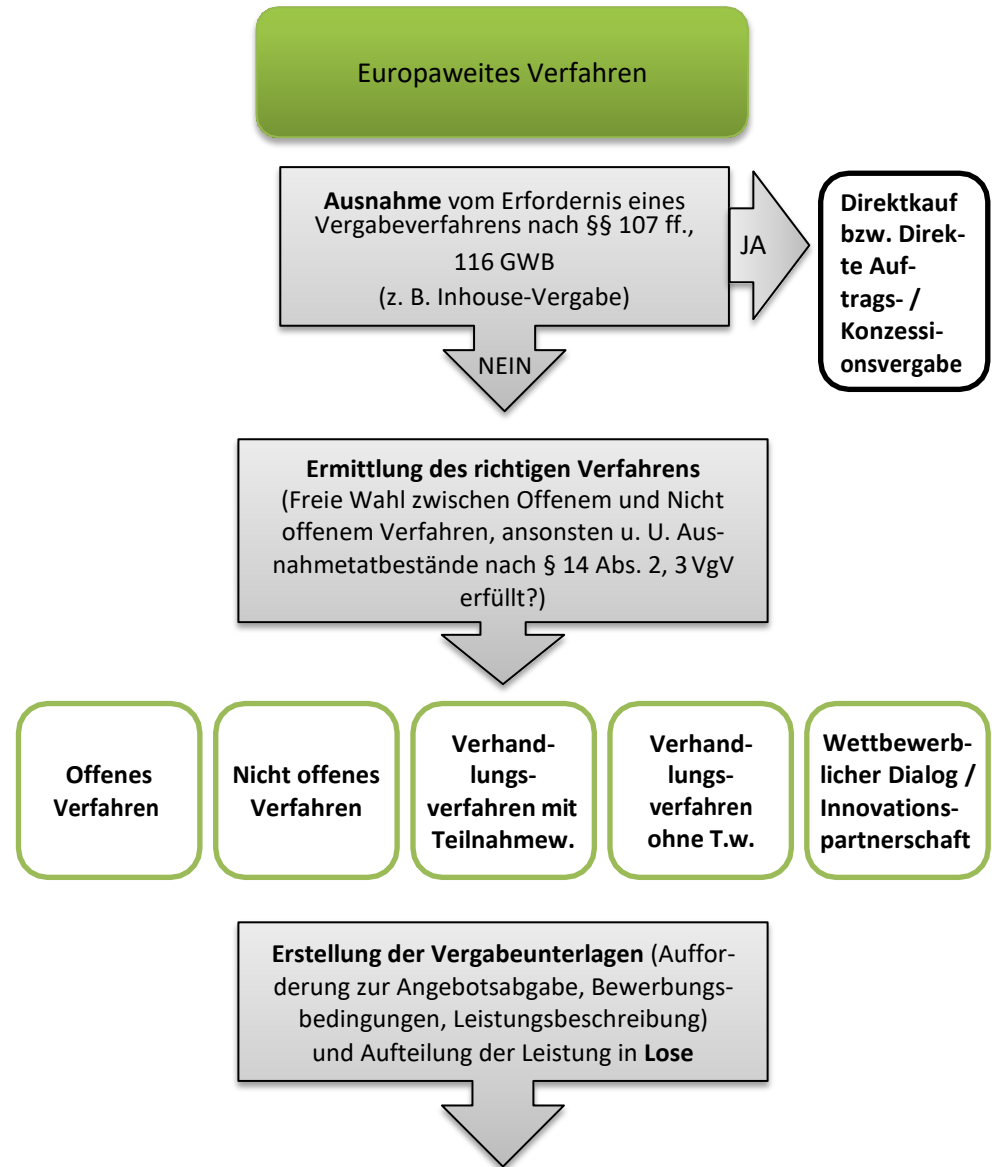 Europaweites Verfahren
Ausnahme vom Erfordernis eines
Vergabeverfahrens nach §§ 107 ff.,
116 GWB
(z. B. Inhouse-Vergabe)
JA
Direktkauf
bzw. Direk-
te Auf-
trags- /
Konzessi-
onsvergabe
NEIN
Ermittlung des richtigen Verfahrens
(Freie Wahl zwischen Offenem und Nicht
offenem Verfahren, ansonsten u. U. Aus-
nahmetatbestände nach § 14 Abs. 2, 3 VgV
erfüllt?)
Offenes
Verfahren
Nicht offenes
Verfahren
Verhand-
lungs-
verfahren mit
Teilnahmew.
Verhand-
lungs-
verfahren
ohne T.w.
Wettbewerb-
licher Dialog /
Innovations-
partnerschaft
Erstellung der Vergabeunterlagen (Auffor-
derung zur Angebotsabgabe, Bewerbungs-
bedingungen, Leistungsbeschreibung)
und Aufteilung der Leistung in Lose